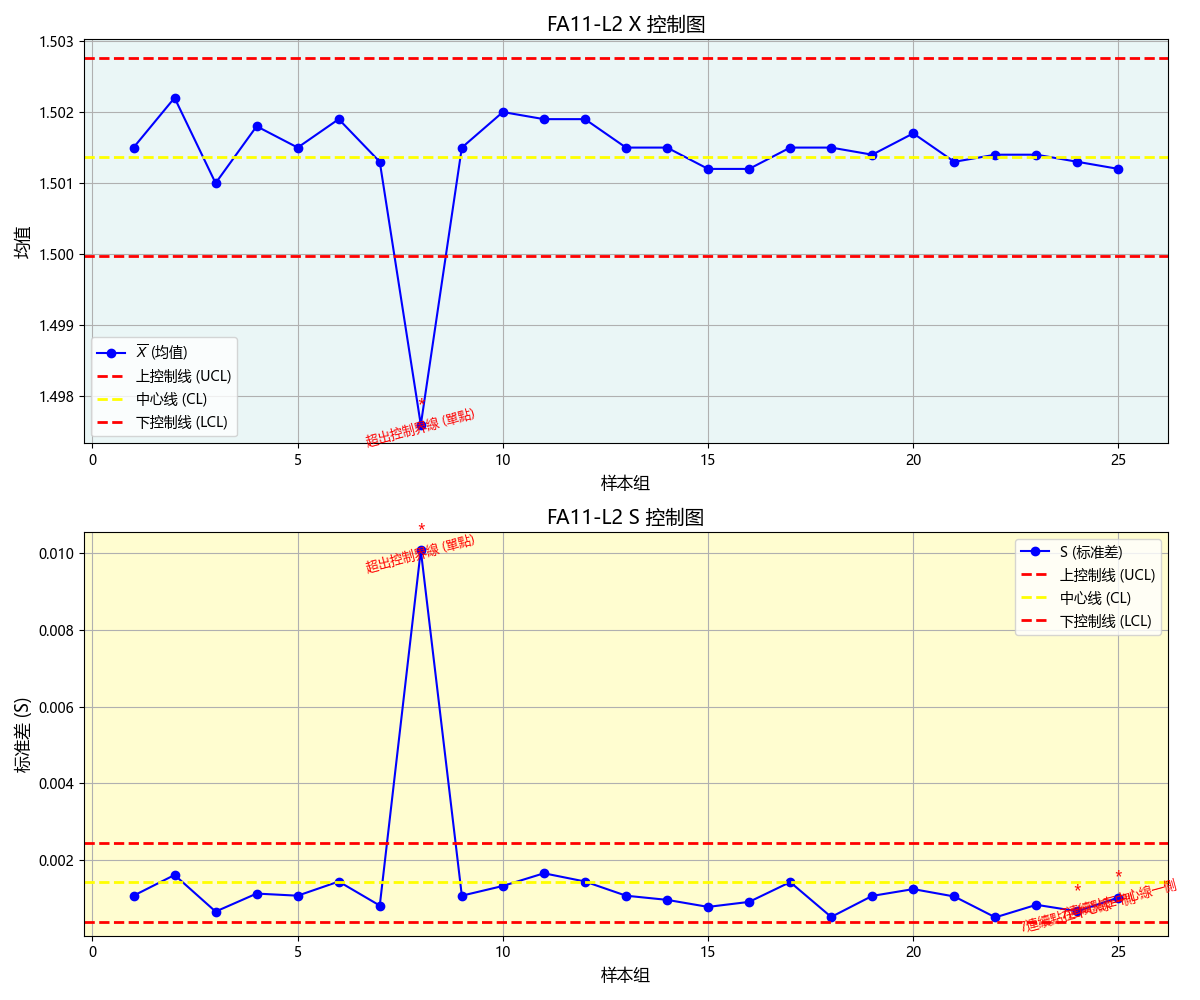 FA11-L2 X 控制图
1.503
1.502
1.501
1.500
1.499
1.498
均值
X (均值)
上控制线 (UCL)
中心线 (CL)
下控制线 (LCL)
*
超出控制界線 (單點)
0 5 10 15 20 25
样本组
FA11-L2 S 控制图
0.010
0.008
0.006
0.004
0.002
标准差 (S)
*
超出控制界線 (單點)
S (标准差)
上控制线 (UCL)
中心线 (CL)
下控制线 (LCL)
*
*
心線一側
0 5 10 15 20 25
样本组